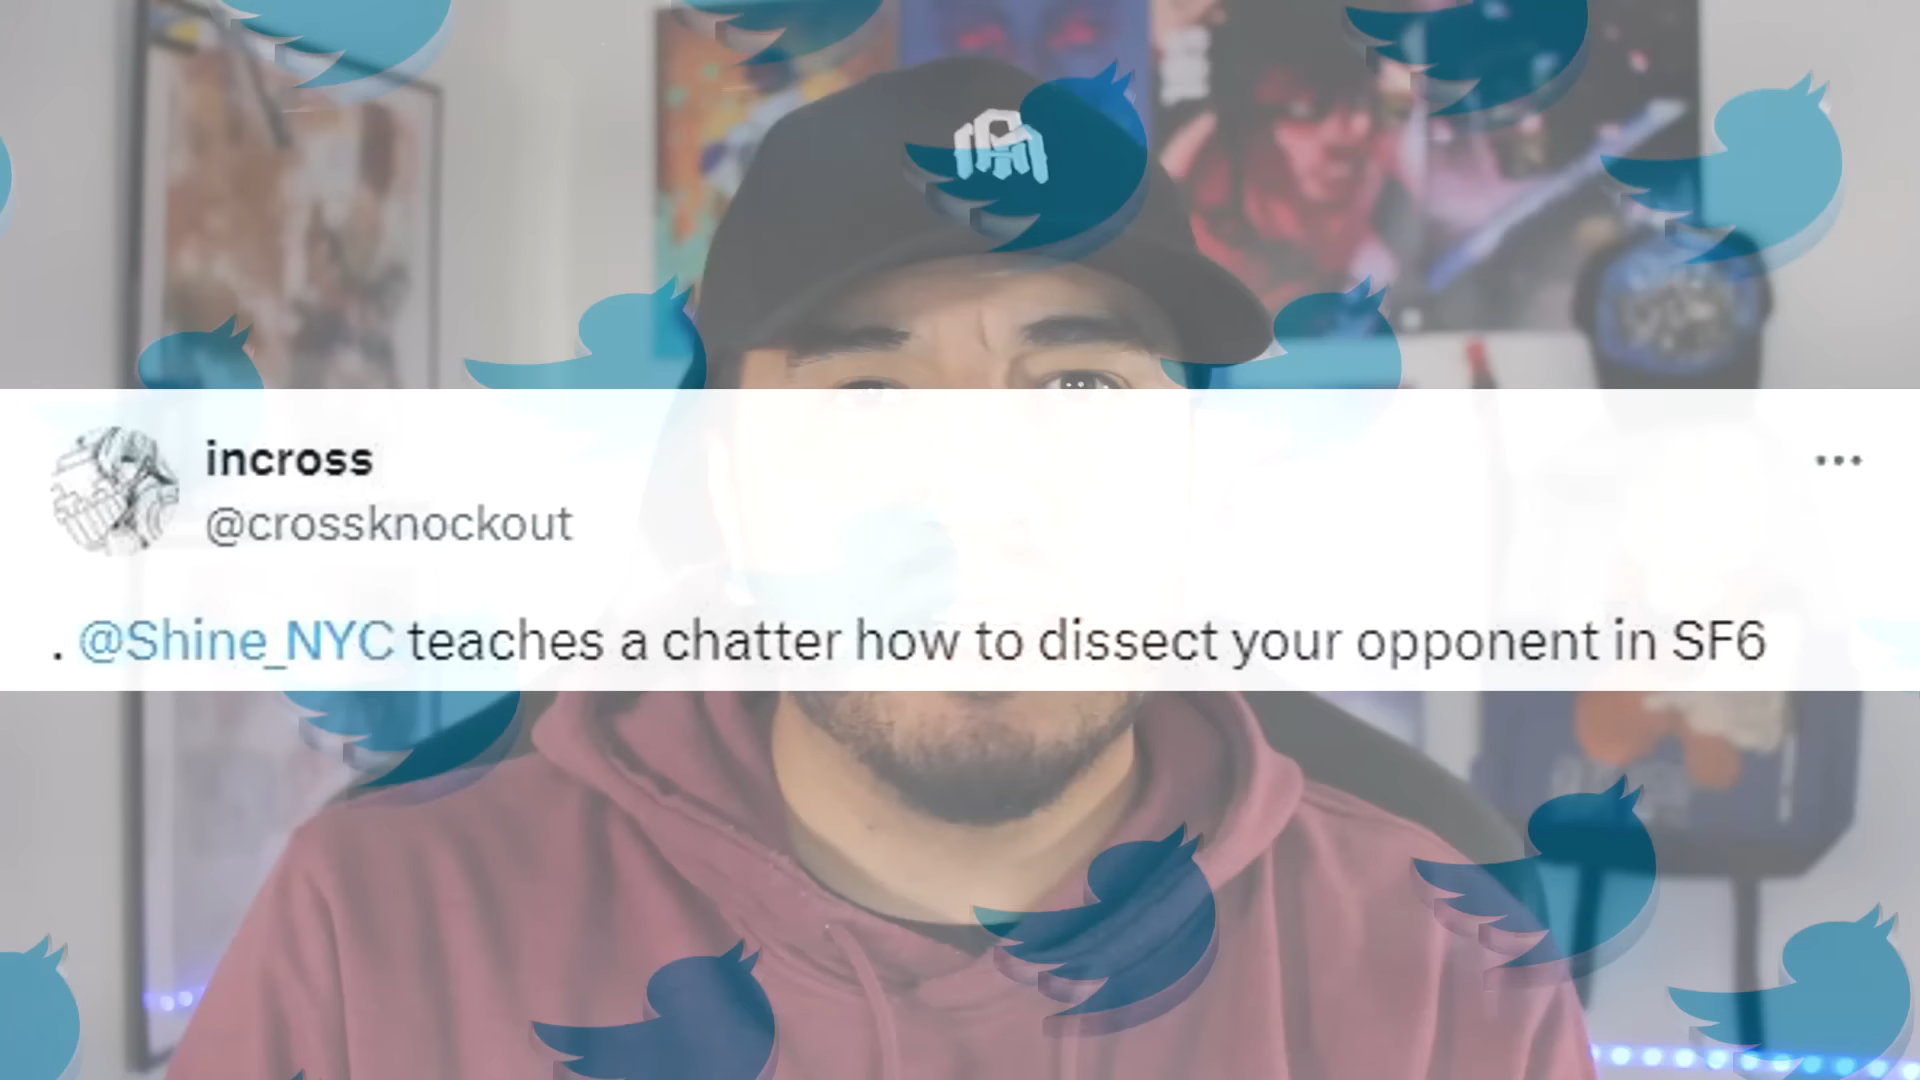 incross
@crossknockout
. @Shine_NYC teaches a chatter how to dissect your opponent in SF6